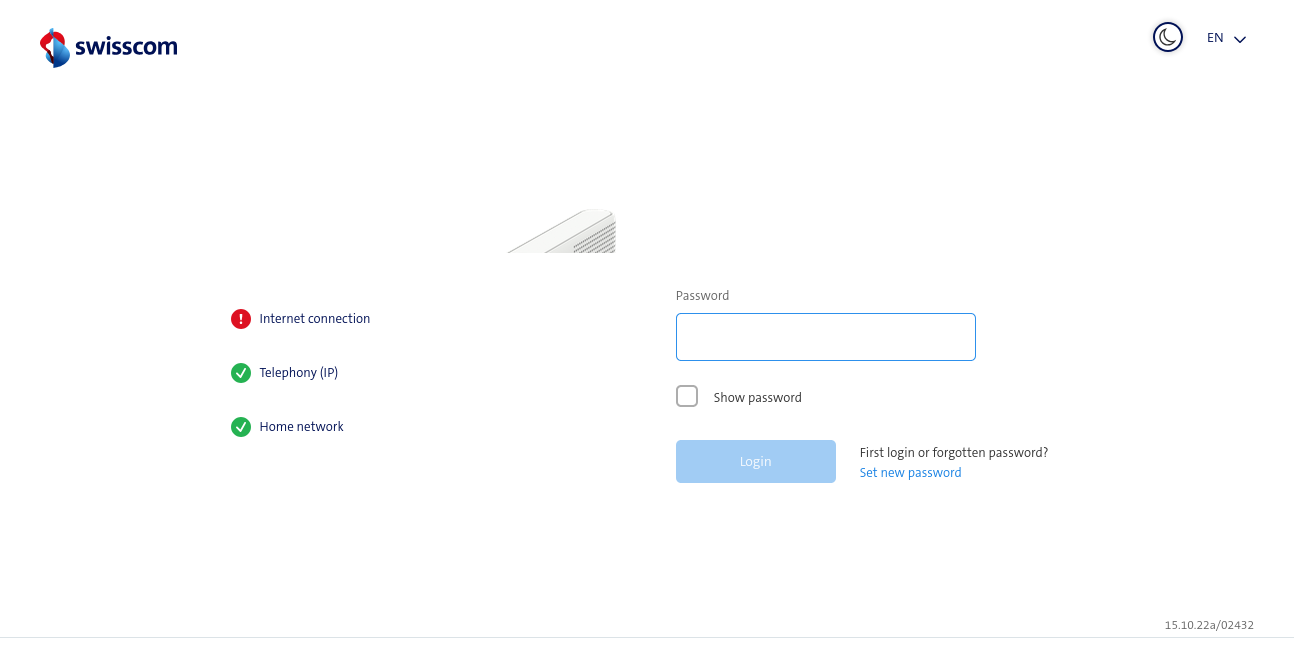 swisscom
EN
Internet connection
Telephony (IP)
Home network
Password
Show password
Login
First login or forgotten password?
Set new password
15.10.22a/02432